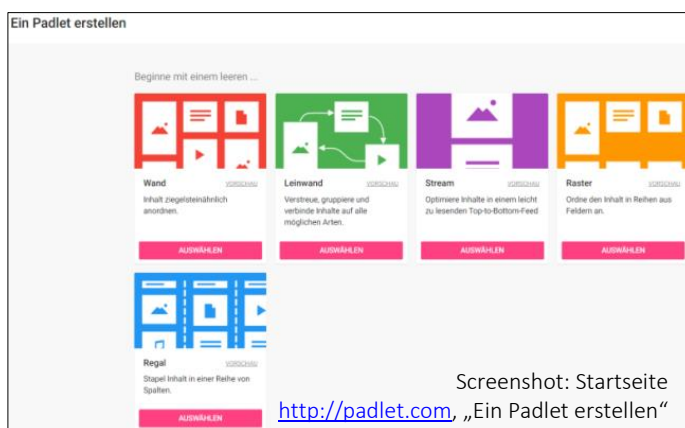 Ein Padlet erstellen
Beginne mit einem leeren ...
Wand VORSCHAU
Inhalt ziegelsteinähnlich
anordnen.
AUSWÄHLEN
Leinwand VORSCHAU
Verstreue, gruppiere und
verbinde Inhalte auf alle
möglichen Arten.
AUSWÄHLEN
Stream VORSCHAU
Optimiere Inhalte in einem leicht
zu lesenden Top-to-Bottom-Feed
AUSWÄHLEN
Raster VORSCHAU
Ordne den Inhalt in Reihen aus
Feldern an.
AUSWÄHLEN
Regal VORSCHAU
Stapel Inhalt in einer Reihe von
Spalten.
AUSWÄHLEN
Screenshot: Startseite
http://padlet.com, „Ein Padlet erstellen“